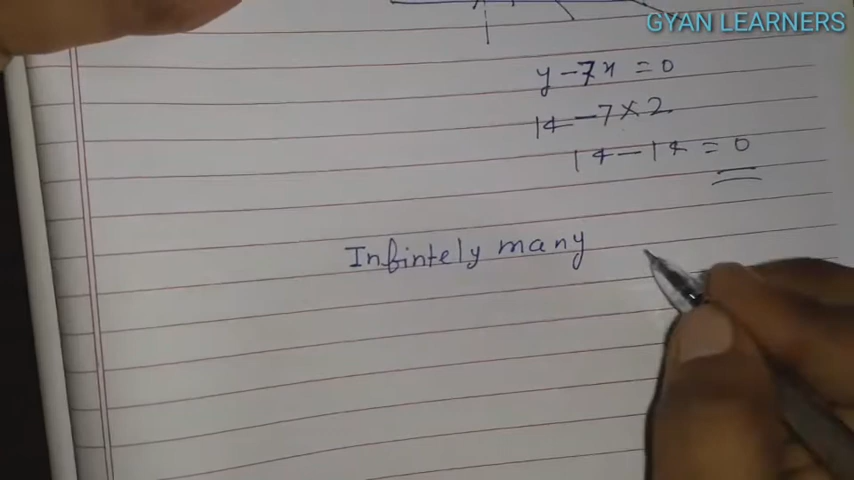 GYAN LEARNERS
y - 7x = 0
14 - 7 × 2
14 - 14 = 0
Infintely many